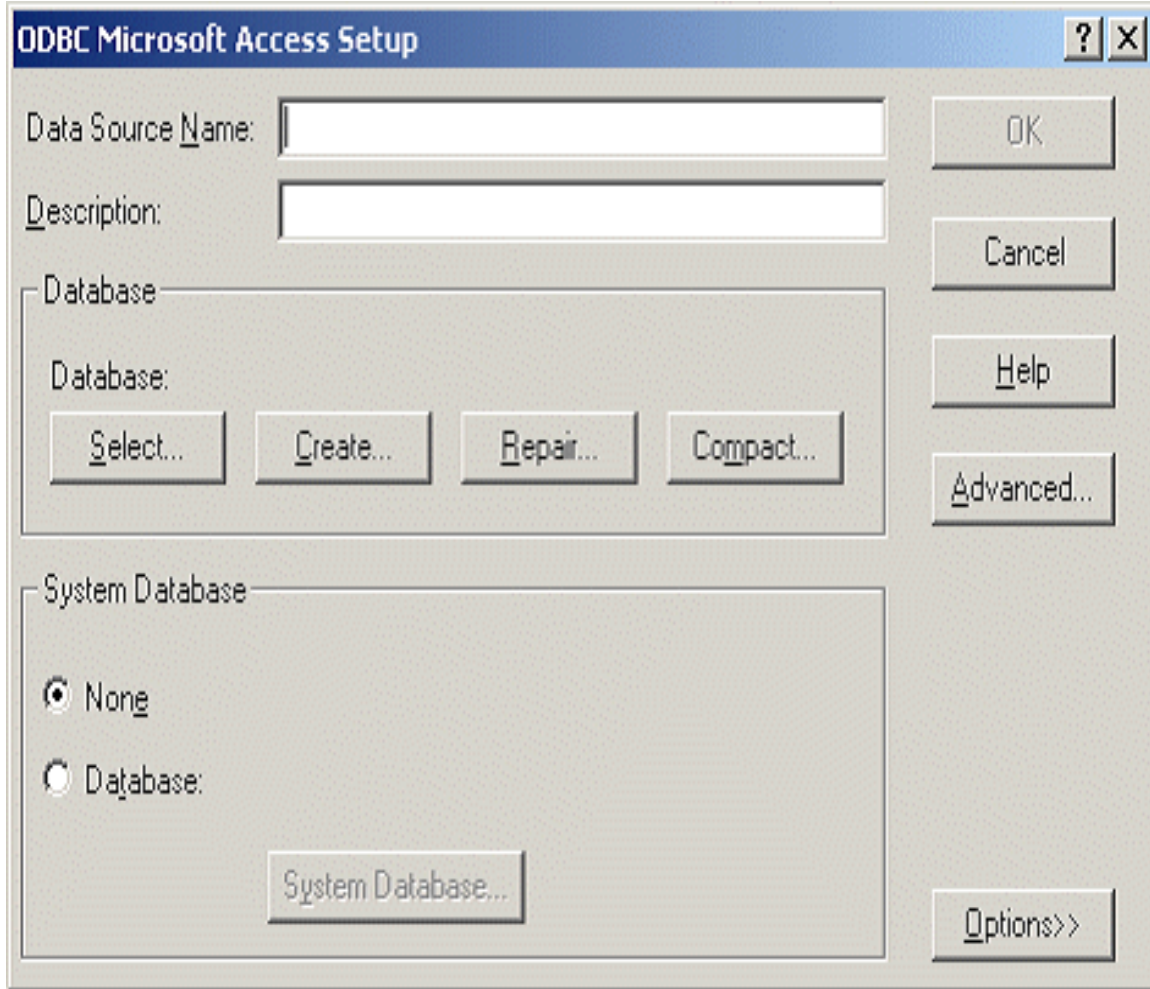 ODBC Microsoft Access Setup
Data Source Name:
OK
Description:
Cancel
Database
Database:
Select...
Create...
Repair...
Compact...
Help
Advanced...
System Database
None
Database:
System Database...
Options>>